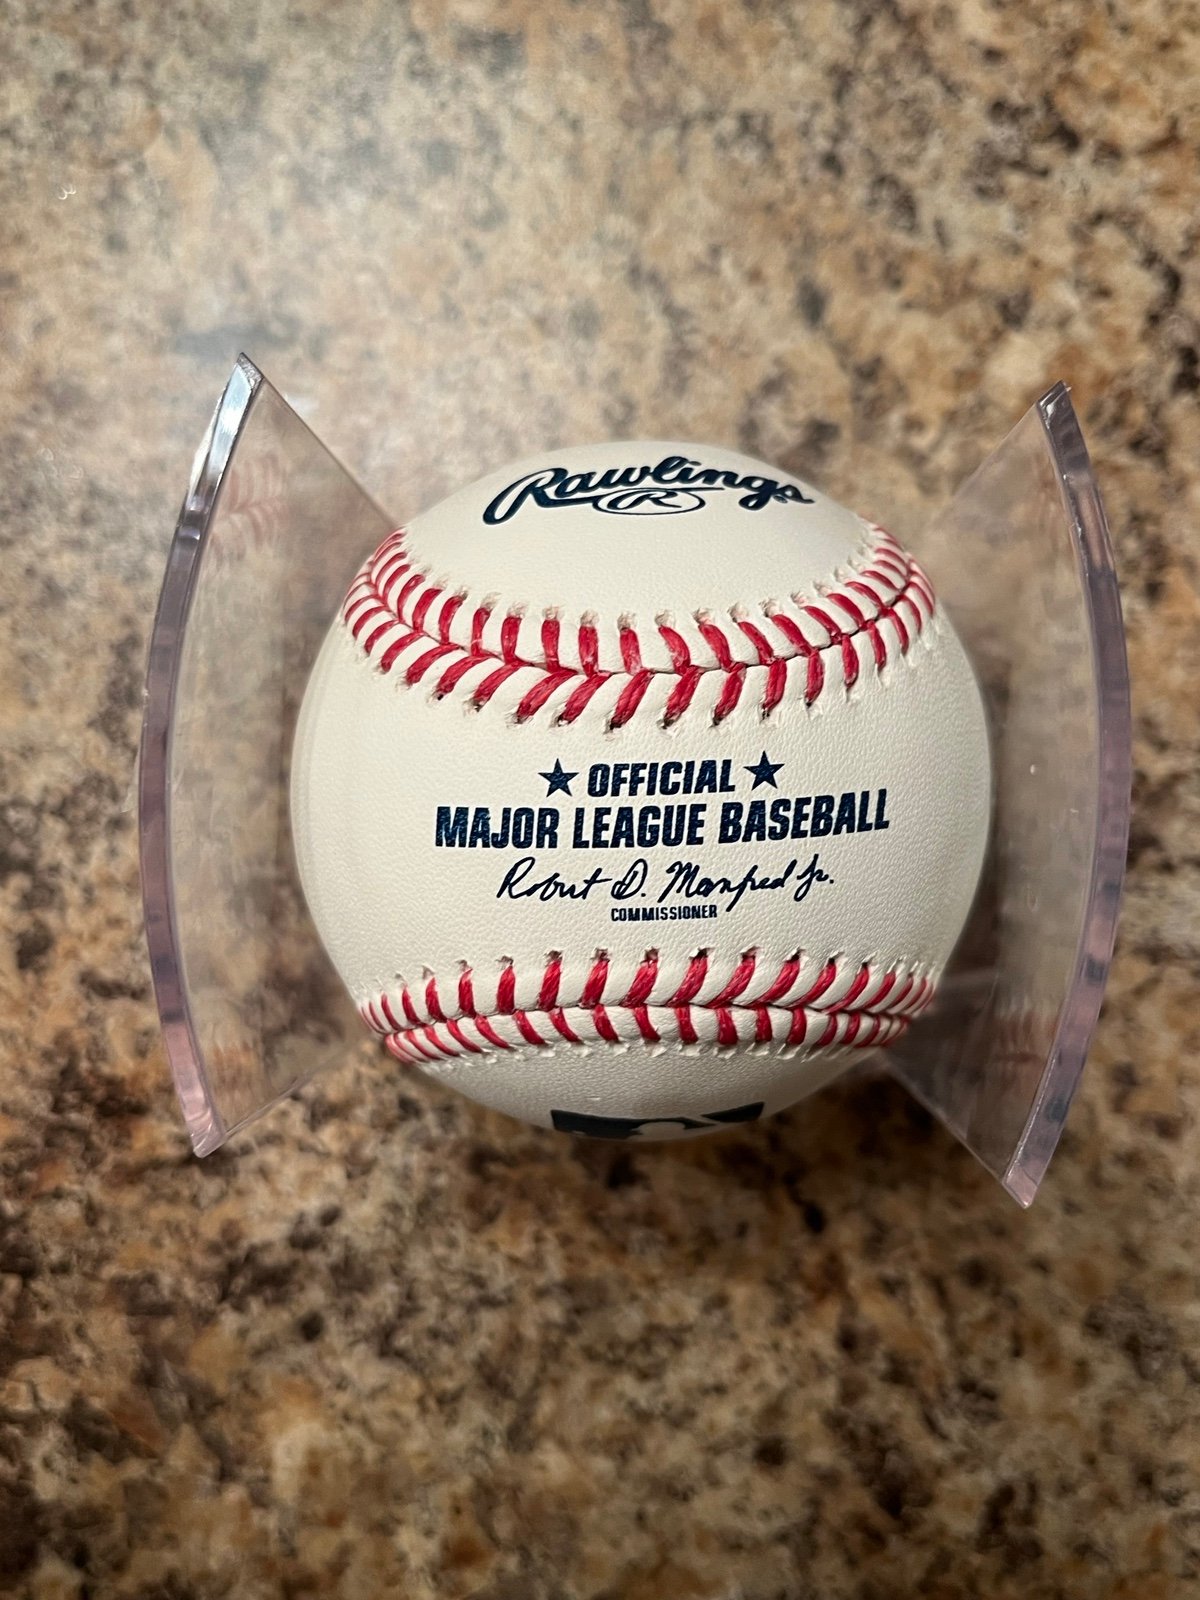 Rawlings
R
★ OFFICIAL ★
MAJOR LEAGUE BASEBALL
Robert D. Manfred Jr.
COMMISSIONER